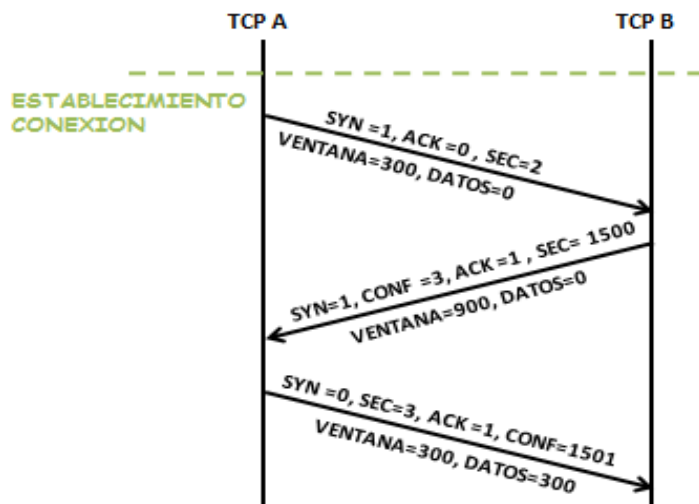 TCP A
TCP B
ESTABLECIMIENTO
CONEXION
SYN =1, ACK =0 , SEC=2
VENTANA=300, DATOS=0
SYN=1, CONF =3, ACK =1 , SEC= 1500
VENTANA=900, DATOS=0
SYN =0, SEC=3, ACK =1, CONF=1501
VENTANA=300, DATOS=300